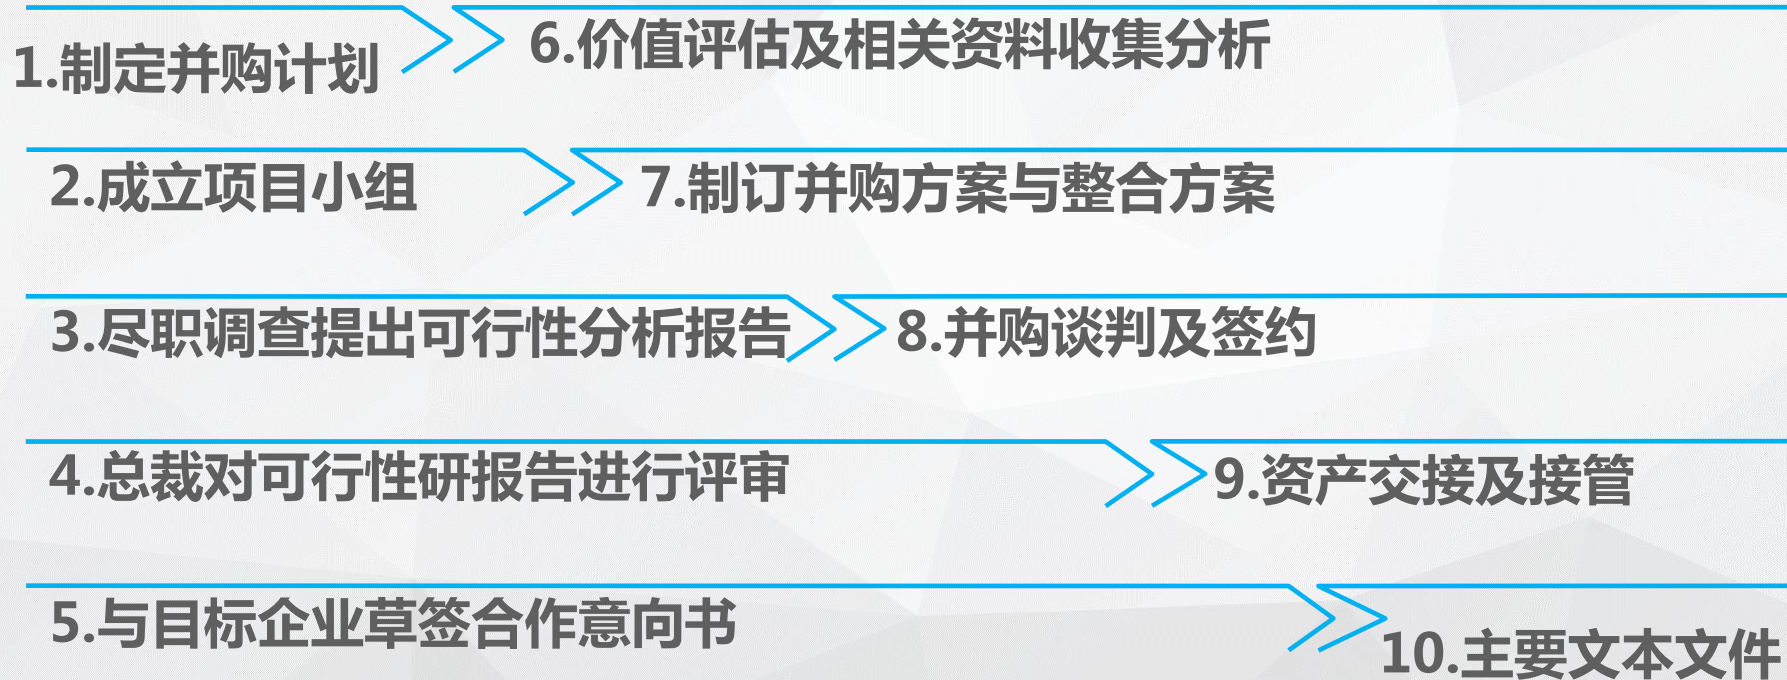 1.制定并购计划
6.价值评估及相关资料收集分析
2.成立项目小组
7.制订并购方案与整合方案
3.尽职调查提出可行性分析报告
8.并购谈判及签约
4.总裁对可行性研报告进行评审
9.资产交接及接管
5.与目标企业草签合作意向书
10.主要文本文件